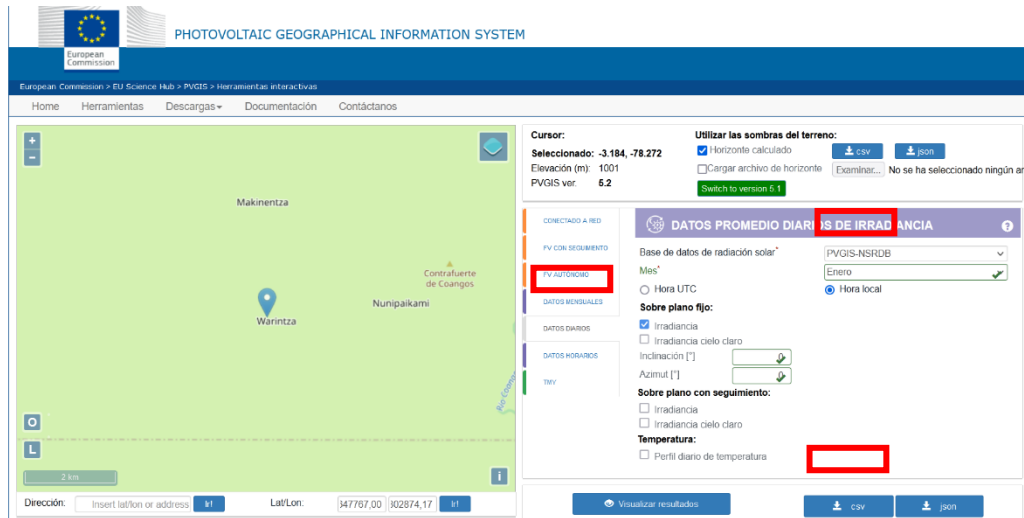 PHOTOVOLTAIC GEOGRAPHICAL INFORMATION SYSTEM
European
Commission
European Commission > EU Science Hub > PVGIS > Herramientas interactivas
Home Herramientas Descargas Documentación Contáctanos
+
-
Makinentza
Contrafuerte
de Coangos
Nunipaikami
Warintza
Río Coangos
O
L
2 km
i
Dirección: Insert lat/lon or address Ir! Lat/Lon: 347767,00 302874,17 Ir!
Cursor:
Seleccionado: -3.184, -78.272
Elevación (m): 1001
PVGIS ver. 5.2
Utilizar las sombras del terreno:
Horizonte calculado csv json
Cargar archivo de horizonte Examinar... No se ha seleccionado ningún ar
Switch to version 5.1
CONECTADO A RED
FV CON SEGUIMIENTO
FV AUTÓNOMO
DATOS MENSUALES
DATOS DIARIOS
DATOS HORARIOS
TMY
DATOS PROMEDIO DIARIOS DE IRRADIANCIA ?
Base de datos de radiación solar* PVGIS-NSRDB
Mes* Enero
Hora UTC Hora local
Sobre plano fijo:
Irradiancia
Irradiancia cielo claro
Inclinación [°]
Azimut [°]
Sobre plano con seguimiento:
Irradiancia
Irradiancia cielo claro
Temperatura:
Perfil diario de temperatura
Visualizar resultados csv json